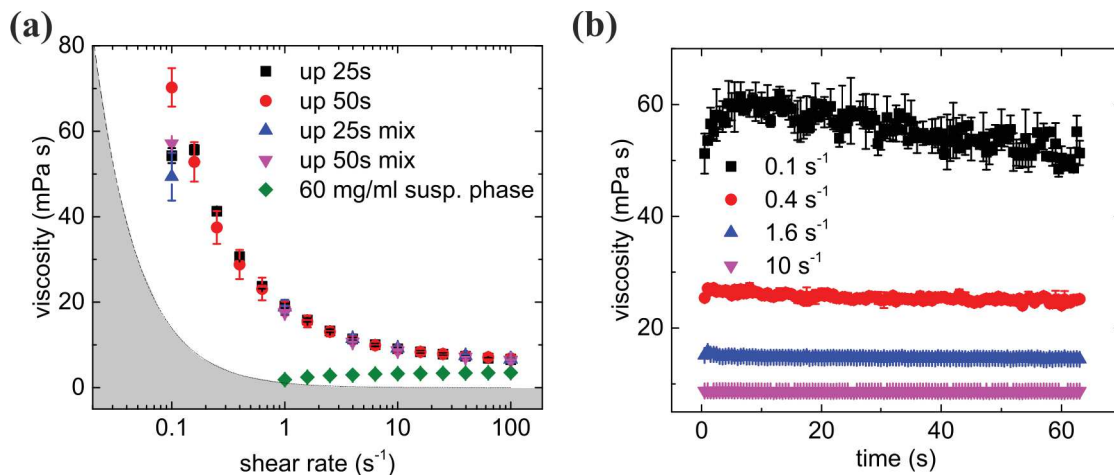 (a)
80
60
40
20
0
viscosity (mPa s)
up 25s
up 50s
up 25s mix
up 50s mix
60 mg/ml susp. phase
0.1 1 10 100
shear rate (s⁻¹)
(b)
60
40
20
viscosity (mPa s)
0.1 s⁻¹
0.4 s⁻¹
1.6 s⁻¹
10 s⁻¹
0 20 40 60
time (s)